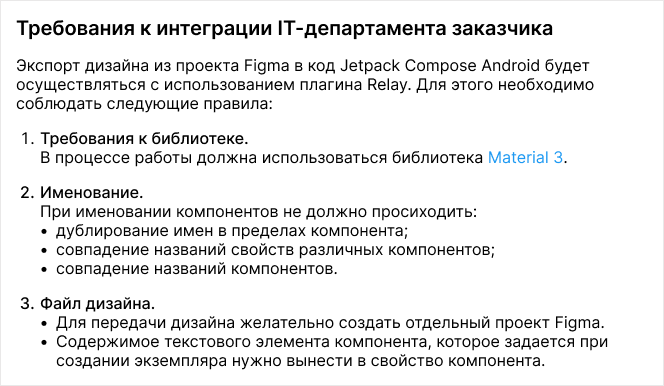 Требования к интеграции IT-департамента заказчика
Экспорт дизайна из проекта Figma в код Jetpack Compose Android будет
осуществляться с использованием плагина Relay. Для этого необходимо
соблюдать следующие правила:
1. Требования к библиотеке.
В процессе работы должна использоваться библиотека Material 3.
2. Именование.
При именовании компонентов не должно просиходить:
• дублирование имен в пределах компонента;
• совпадение названий свойств различных компонентов;
• совпадение названий компонентов.
3. Файл дизайна.
• Для передачи дизайна желательно создать отдельный проект Figma.
• Содержимое текстового элемента компонента, которое задается при
создании экземпляра нужно вынести в свойство компонента.